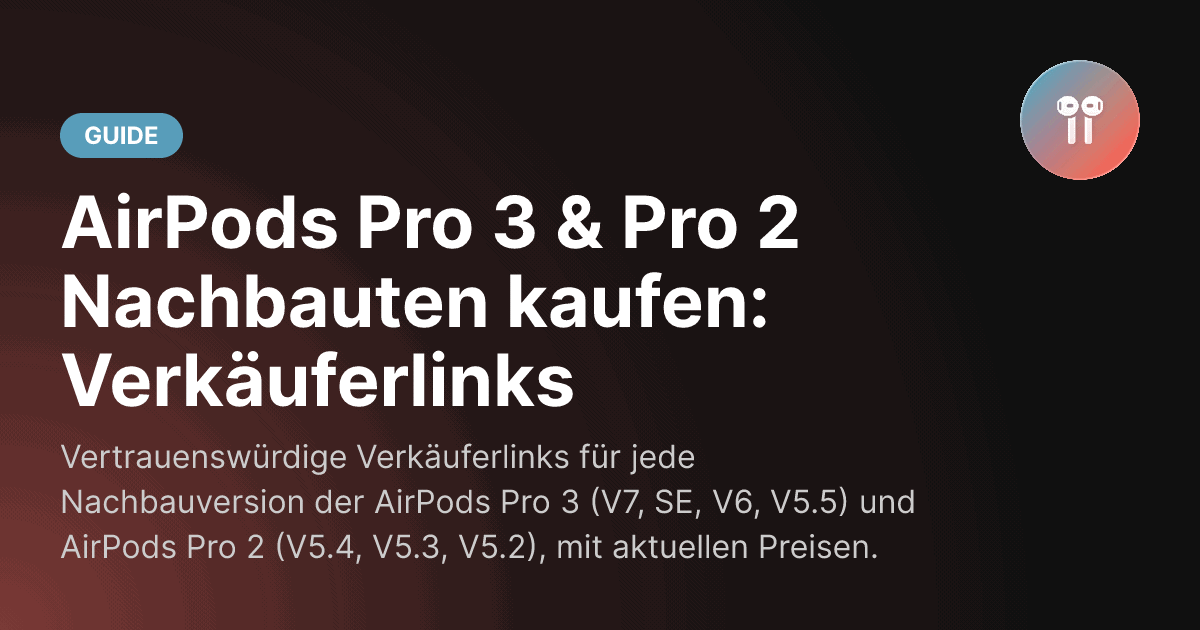 GUIDE
AirPods Pro 3 & Pro 2
Nachbauten kaufen:
Verkäuferlinks
Vertrauenswürdige Verkäuferlinks für jede
Nachbauversion der AirPods Pro 3 (V7, SE, V6, V5.5) und
AirPods Pro 2 (V5.4, V5.3, V5.2), mit aktuellen Preisen.